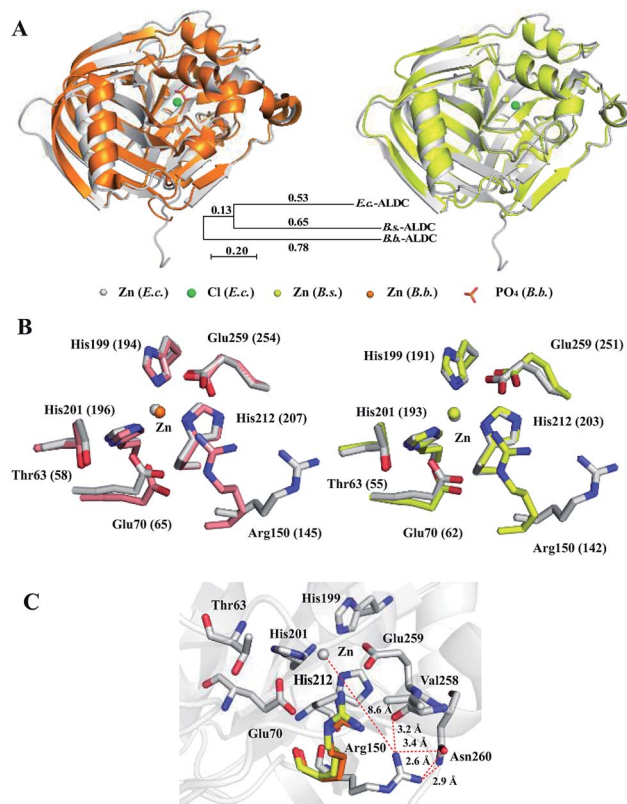 A
0.53
E.c.-ALDC
0.13
0.65
B.s.-ALDC
B.b.-ALDC
0.20
0.78
Zn (E.c.) Cl (E.c.) Zn (B.s.) Zn (B.b.) PO4 (B.b.)
B
His199 (194) Glu259 (254)
His201 (196)
Zn
His212 (207)
Thr63 (58)
Glu70 (65)
Arg150 (145)
His199 (191) Glu259 (251)
His201 (193)
Zn
His212 (203)
Thr63 (55)
Glu70 (62)
Arg150 (142)
C
Thr63
His199
His201
Zn
Glu259
His212
Val258
8.6 Å
Glu70
3.2 Å
Arg150
3.4 Å
2.6 Å
Asn260
2.9 Å